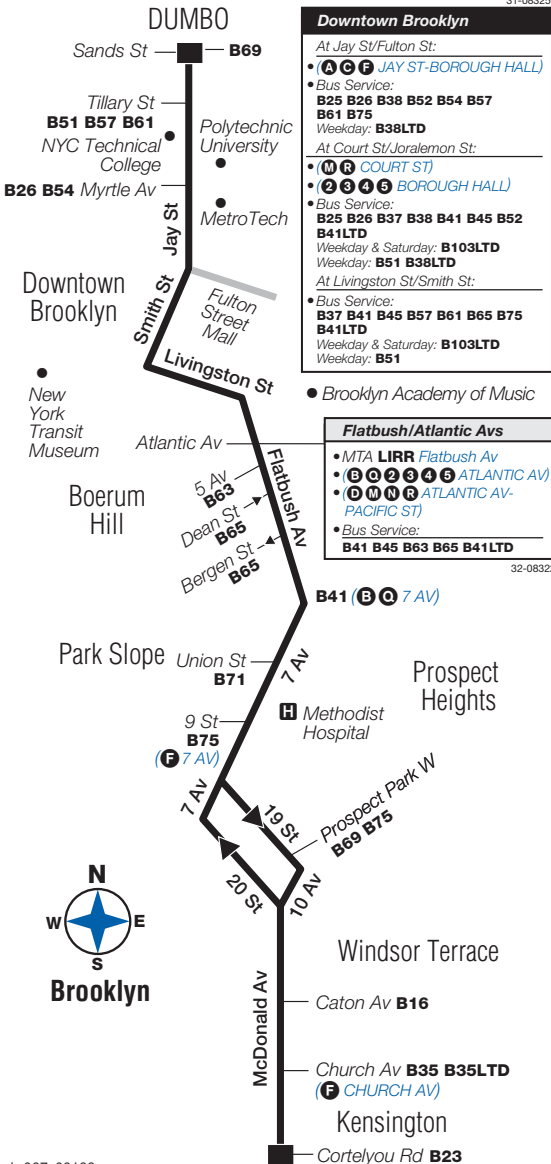 DUMBO
Sands St
B69
Tillary St
B51 B57 B61
NYC Technical
College
Polytechnic
University
B26 B54 Myrtle Av
MetroTech
Jay St
Downtown
Brooklyn
Smith St
Fulton
Street
Mall
Livingston St
New
York
Transit
Museum
Downtown Brooklyn
At Jay St/Fulton St:
• (A C F JAY ST-BOROUGH HALL)
• Bus Service:
B25 B26 B38 B52 B54 B57
B61 B75
Weekday: B38LTD
At Court St/Joralemon St:
• (M R COURT ST)
• (2 3 4 5 BOROUGH HALL)
• Bus Service:
B25 B26 B37 B38 B41 B45 B52
B41LTD
Weekday & Saturday: B103LTD
Weekday: B51 B38LTD
At Livingston St/Smith St:
• Bus Service:
B37 B41 B45 B57 B61 B65 B75
B41LTD
Weekday & Saturday: B103LTD
Weekday: B51
Brooklyn Academy of Music
Atlantic Av
Flatbush/Atlantic Avs
• MTA LIRR Flatbush Av
• (B Q 2 3 4 5 ATLANTIC AV)
• (D M N R ATLANTIC AV-
PACIFIC ST)
• Bus Service:
B41 B45 B63 B65 B41LTD
5 Av
B63
Flatbush Av
Boerum
Hill
Dean St
B65
Bergen St
B65
B41 (B Q 7 AV)
Park Slope
Union St
B71
7 Av
Prospect
Heights
9 St
B75
(F 7 AV)
H Methodist
Hospital
7 Av
19 St
Prospect Park W
B69 B75
20 St
10 Av
N
W
E
S
Brooklyn
Windsor Terrace
McDonald Av
Caton Av B16
Church Av B35 B35LTD
(F CHURCH AV)
Kensington
Cortelyou Rd B23